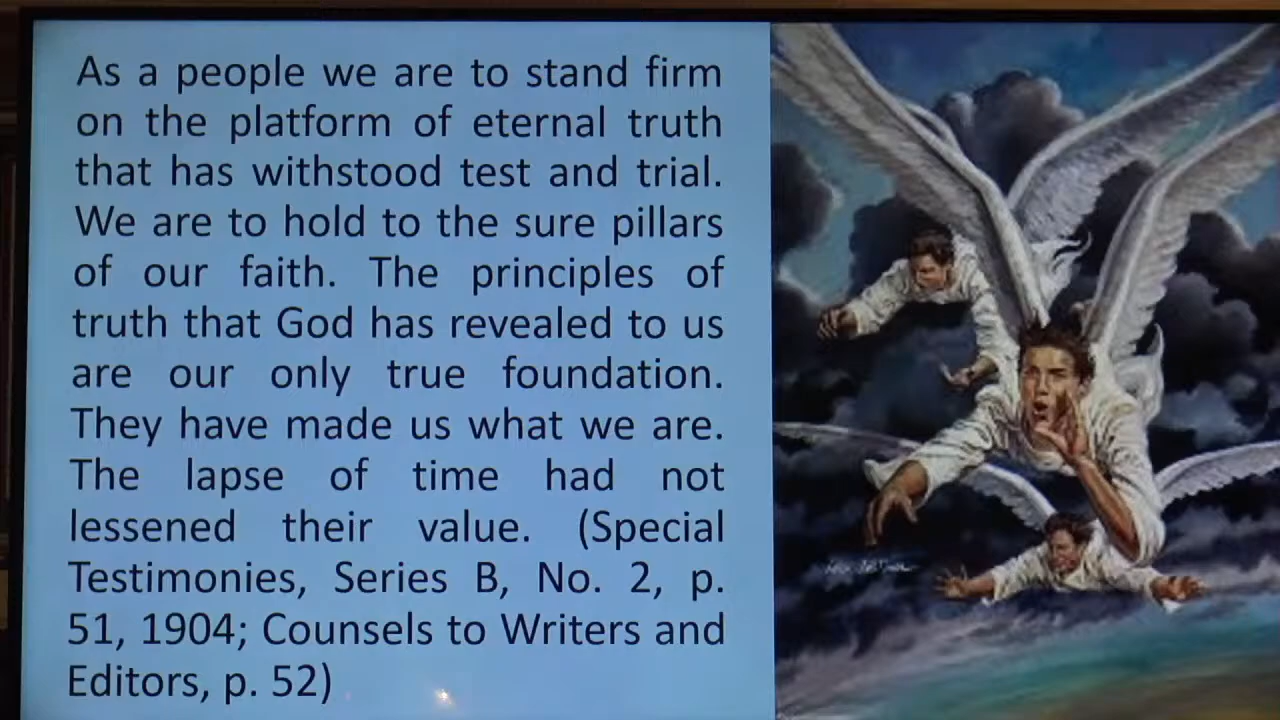 As a people we are to stand firm
on the platform of eternal truth
that has withstood test and trial.
We are to hold to the sure pillars
of our faith. The principles of
truth that God has revealed to us
are our only true foundation.
They have made us what we are.
The lapse of time had not
lessened their value. (Special
Testimonies, Series B, No. 2, p.
51, 1904; Counsels to Writers and
Editors, p. 52)